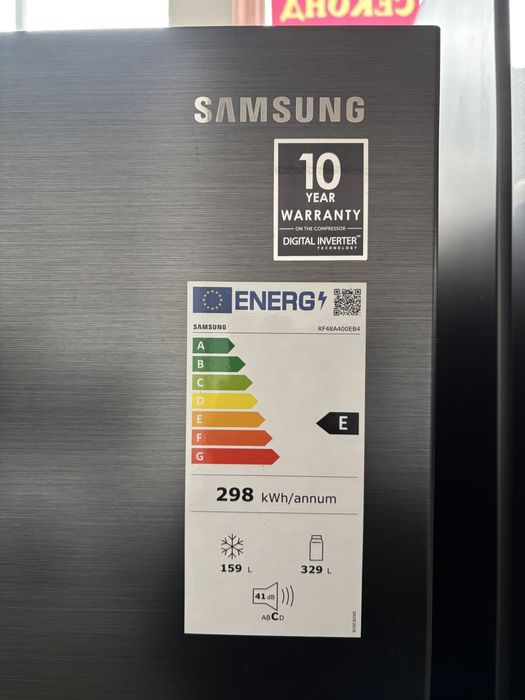 СЕКОНД
SAMSUNG
10
YEAR
WARRANTY
ON THE COMPRESSOR
DIGITAL INVERTER™
TECHNOLOGY
ENERG
SAMSUNG RF48A400EB4
A
B
C
D
E
F
G
E
298 kWh/annum
159 L 329 L
41 dB
ABCD
2019/2016